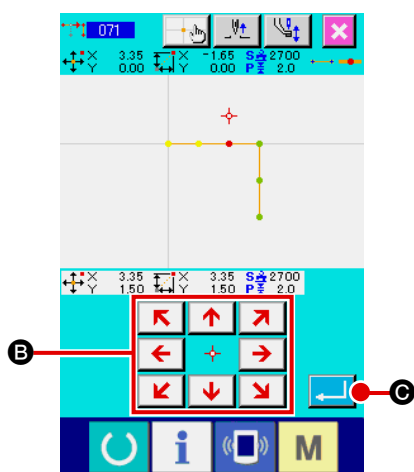 071
X 3.35 X -1.65 S 2700
Y 0.00 Y 0.00 P 2.0
X 3.35 X 3.35 S 2700
Y 1.50 Y 1.50 P 2.0
B
C
i M